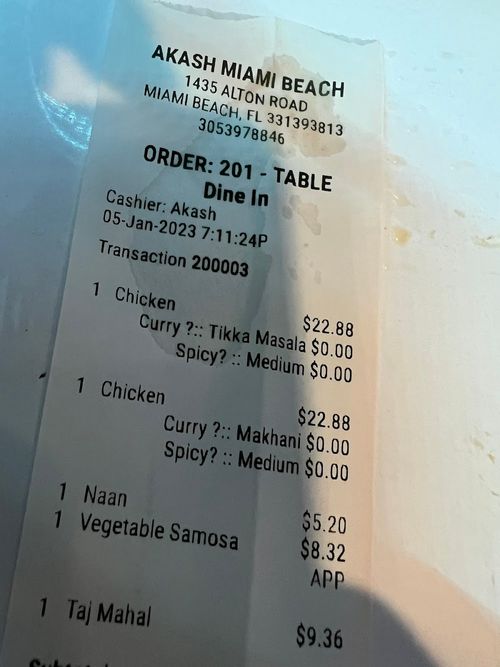 AKASH MIAMI BEACH
1435 ALTON ROAD
MIAMI BEACH, FL 331393813
3053978846
ORDER: 201 - TABLE
Dine In
Cashier: Akash
05-Jan-2023 7:11:24P
Transaction 200003
1 Chicken $22.88
Curry ?:: Tikka Masala $0.00
Spicy? :: Medium $0.00
1 Chicken $22.88
Curry ?:: Makhani $0.00
Spicy? :: Medium $0.00
1 Naan $5.20
1 Vegetable Samosa $8.32
APP
1 Taj Mahal $9.36